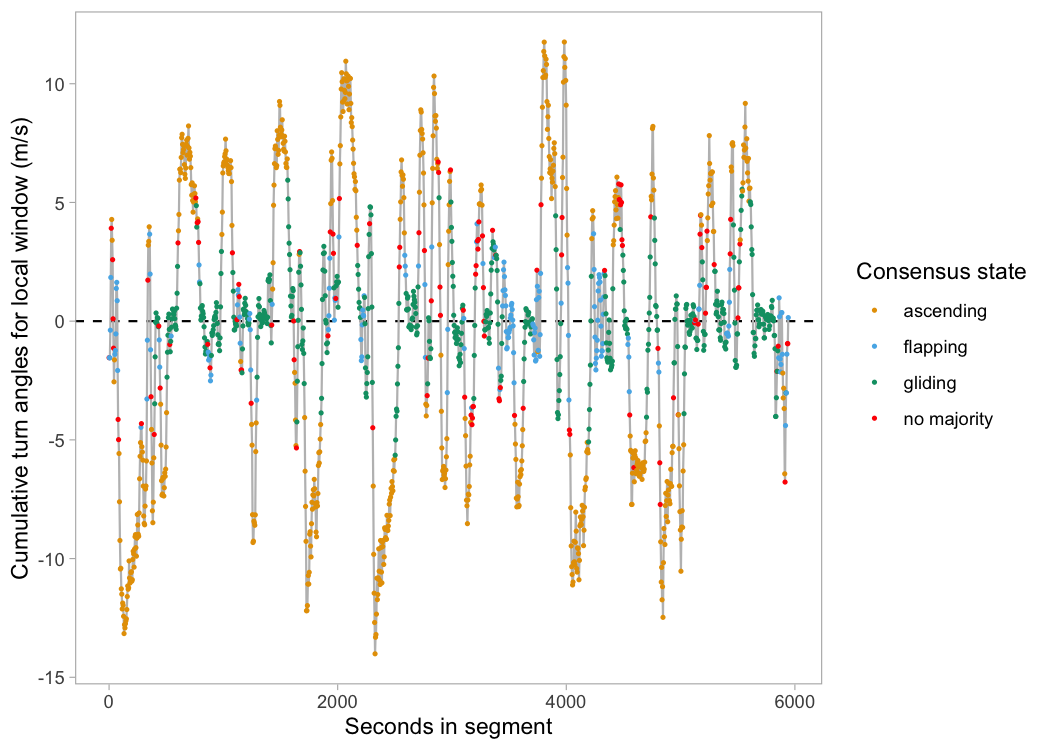 Cumulative turn angles for local window (m/s)
10
5
0
-5
-10
-15
0
2000
4000
6000
Seconds in segment
Consensus state
ascending
flapping
gliding
no majority